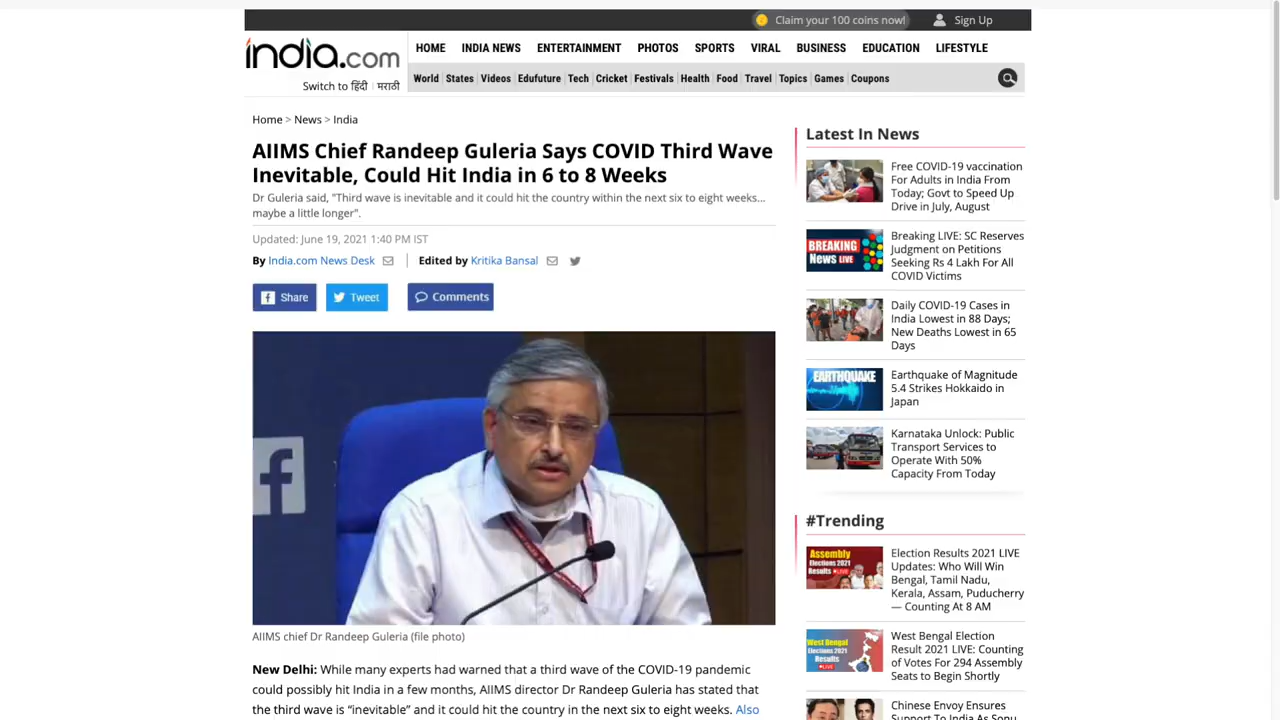 Claim your 100 coins now!
Sign Up
india.com
Switch to हिंदी | मराठी
HOME INDIA NEWS ENTERTAINMENT PHOTOS SPORTS VIRAL BUSINESS EDUCATION LIFESTYLE
World States Videos Edufuture Tech Cricket Festivals Health Food Travel Topics Games Coupons
Home > News > India
AIIMS Chief Randeep Guleria Says COVID Third Wave
Inevitable, Could Hit India in 6 to 8 Weeks
Dr Guleria said, "Third wave is inevitable and it could hit the country within the next six to eight weeks...
maybe a little longer".
Updated: June 19, 2021 1:40 PM IST
By India.com News Desk | Edited by Kritika Bansal
Share Tweet Comments
f
AIIMS chief Dr Randeep Guleria (file photo)
New Delhi: While many experts had warned that a third wave of the COVID-19 pandemic
could possibly hit India in a few months, AIIMS director Dr Randeep Guleria has stated that
the third wave is “inevitable” and it could hit the country in the next six to eight weeks. Also
Latest In News
Free COVID-19 vaccination
For Adults in India From
Today; Govt to Speed Up
Drive in July, August
BREAKING
News LIVE
Breaking LIVE: SC Reserves
Judgment on Petitions
Seeking Rs 4 Lakh For All
COVID Victims
Daily COVID-19 Cases in
India Lowest in 88 Days;
New Deaths Lowest in 65
Days
EARTHQUAKE
Earthquake of Magnitude
5.4 Strikes Hokkaido in
Japan
Karnataka Unlock: Public
Transport Services to
Operate With 50%
Capacity From Today
#Trending
Assembly
Elections 2021
Results LIVE
Election Results 2021 LIVE
Updates: Who Will Win
Bengal, Tamil Nadu,
Kerala, Assam, Puducherry
— Counting At 8 AM
West Bengal
Elections 2021
Results
LIVE
West Bengal Election
Result 2021 LIVE: Counting
of Votes For 294 Assembly
Seats to Begin Shortly
Chinese Envoy Ensures
Support To India As Sonu